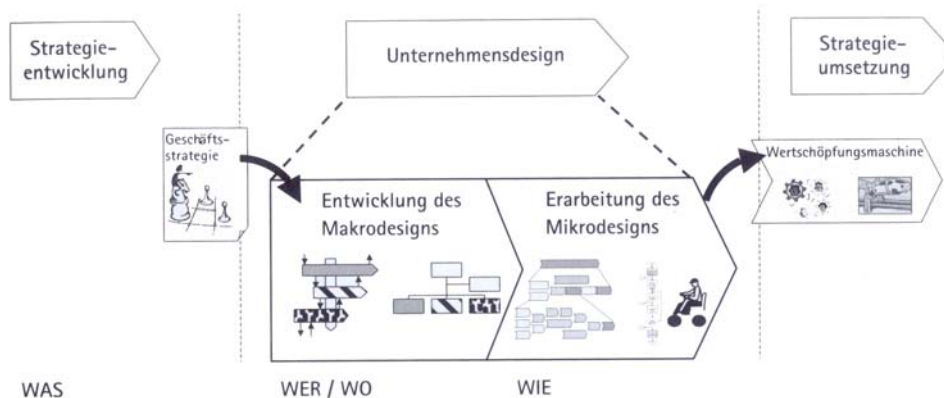 Strategie-
entwicklung
Unternehmensdesign
Strategie-
umsetzung
Geschäfts-
strategie
Wertschöpfungsmaschine
Entwicklung des
Makrodesigns
Erarbeitung des
Mikrodesigns
WAS
WER / WO
WIE